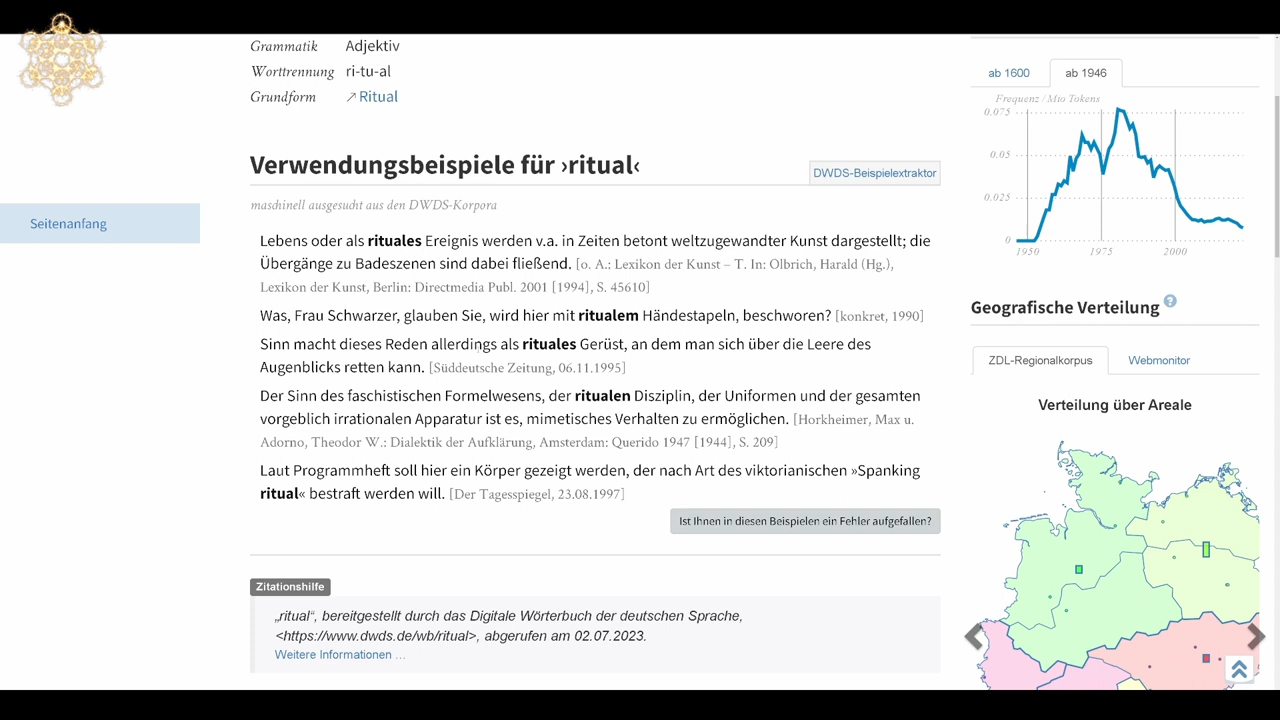 Grammatik Adjektiv
Worttrennung ri-tu-al
Grundform ↗ Ritual
Verwendungsbeispiele für ›ritual‹
DWDS-Beispielextraktor
maschinell ausgesucht aus den DWDS-Korpora
Seitenanfang
Lebens oder als rituales Ereignis werden v.a. in Zeiten betont weltzugewandter Kunst dargestellt; die
Übergänge zu Badeszenen sind dabei fließend. [o. A.: Lexikon der Kunst – T. In: Olbrich, Harald (Hg.),
Lexikon der Kunst, Berlin: Directmedia Publ. 2001 [1994], S. 45610]
Was, Frau Schwarzer, glauben Sie, wird hier mit ritualem Händestapeln, beschworen? [konkret, 1990]
Sinn macht dieses Reden allerdings als rituales Gerüst, an dem man sich über die Leere des
Augenblicks retten kann. [Süddeutsche Zeitung, 06.11.1995]
Der Sinn des faschistischen Formelwesens, der ritualen Disziplin, der Uniformen und der gesamten
vorgeblich irrationalen Apparatur ist es, mimetisches Verhalten zu ermöglichen. [Horkheimer, Max u.
Adorno, Theodor W.: Dialektik der Aufklärung, Amsterdam: Querido 1947 [1944], S. 209]
Laut Programmheft soll hier ein Körper gezeigt werden, der nach Art des viktorianischen »Spanking
ritual« bestraft werden will. [Der Tagesspiegel, 23.08.1997]
Ist Ihnen in diesen Beispielen ein Fehler aufgefallen?
Zitationshilfe
„ritual“, bereitgestellt durch das Digitale Wörterbuch der deutschen Sprache,
<https://www.dwds.de/wb/ritual>, abgerufen am 02.07.2023.
Weitere Informationen …
ab 1600 ab 1946
Frequenz / Mio Tokens
0.075
0.05
0.025
0
1950 1975 2000
Geografische Verteilung ?
ZDL-Regionalkorpus Webmonitor
Verteilung über Areale